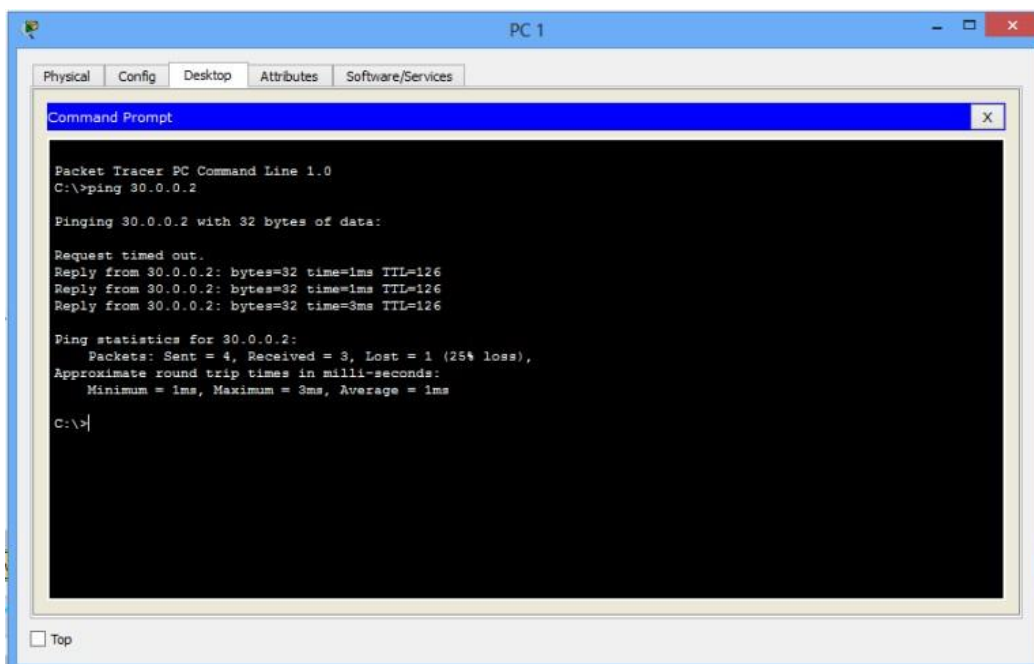 PC 1
Physical Config Desktop Attributes Software/Services
Command Prompt X
Packet Tracer PC Command Line 1.0
C:\>ping 30.0.0.2
Pinging 30.0.0.2 with 32 bytes of data:
Request timed out.
Reply from 30.0.0.2: bytes=32 time=1ms TTL=126
Reply from 30.0.0.2: bytes=32 time=1ms TTL=126
Reply from 30.0.0.2: bytes=32 time=3ms TTL=126
Ping statistics for 30.0.0.2:
Packets: Sent = 4, Received = 3, Lost = 1 (25% loss),
Approximate round trip times in milli-seconds:
Minimum = 1ms, Maximum = 3ms, Average = 1ms
C:\>
Top